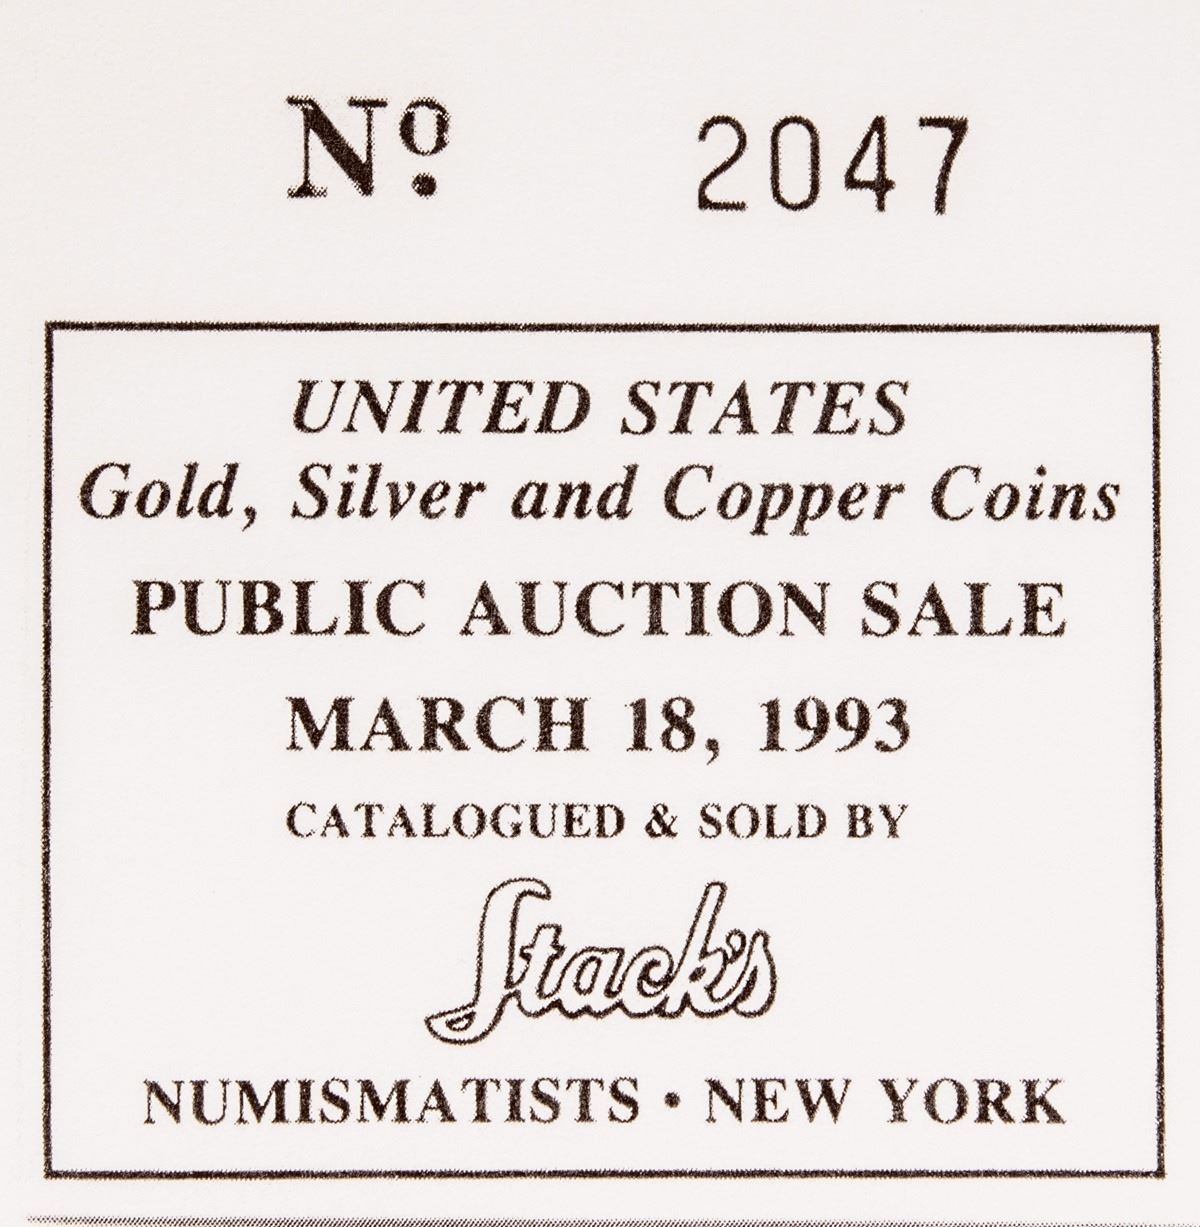 Nº 2047
UNITED STATES
Gold, Silver and Copper Coins
PUBLIC AUCTION SALE
MARCH 18, 1993
CATALOGUED & SOLD BY
Stack's
NUMISMATISTS • NEW YORK